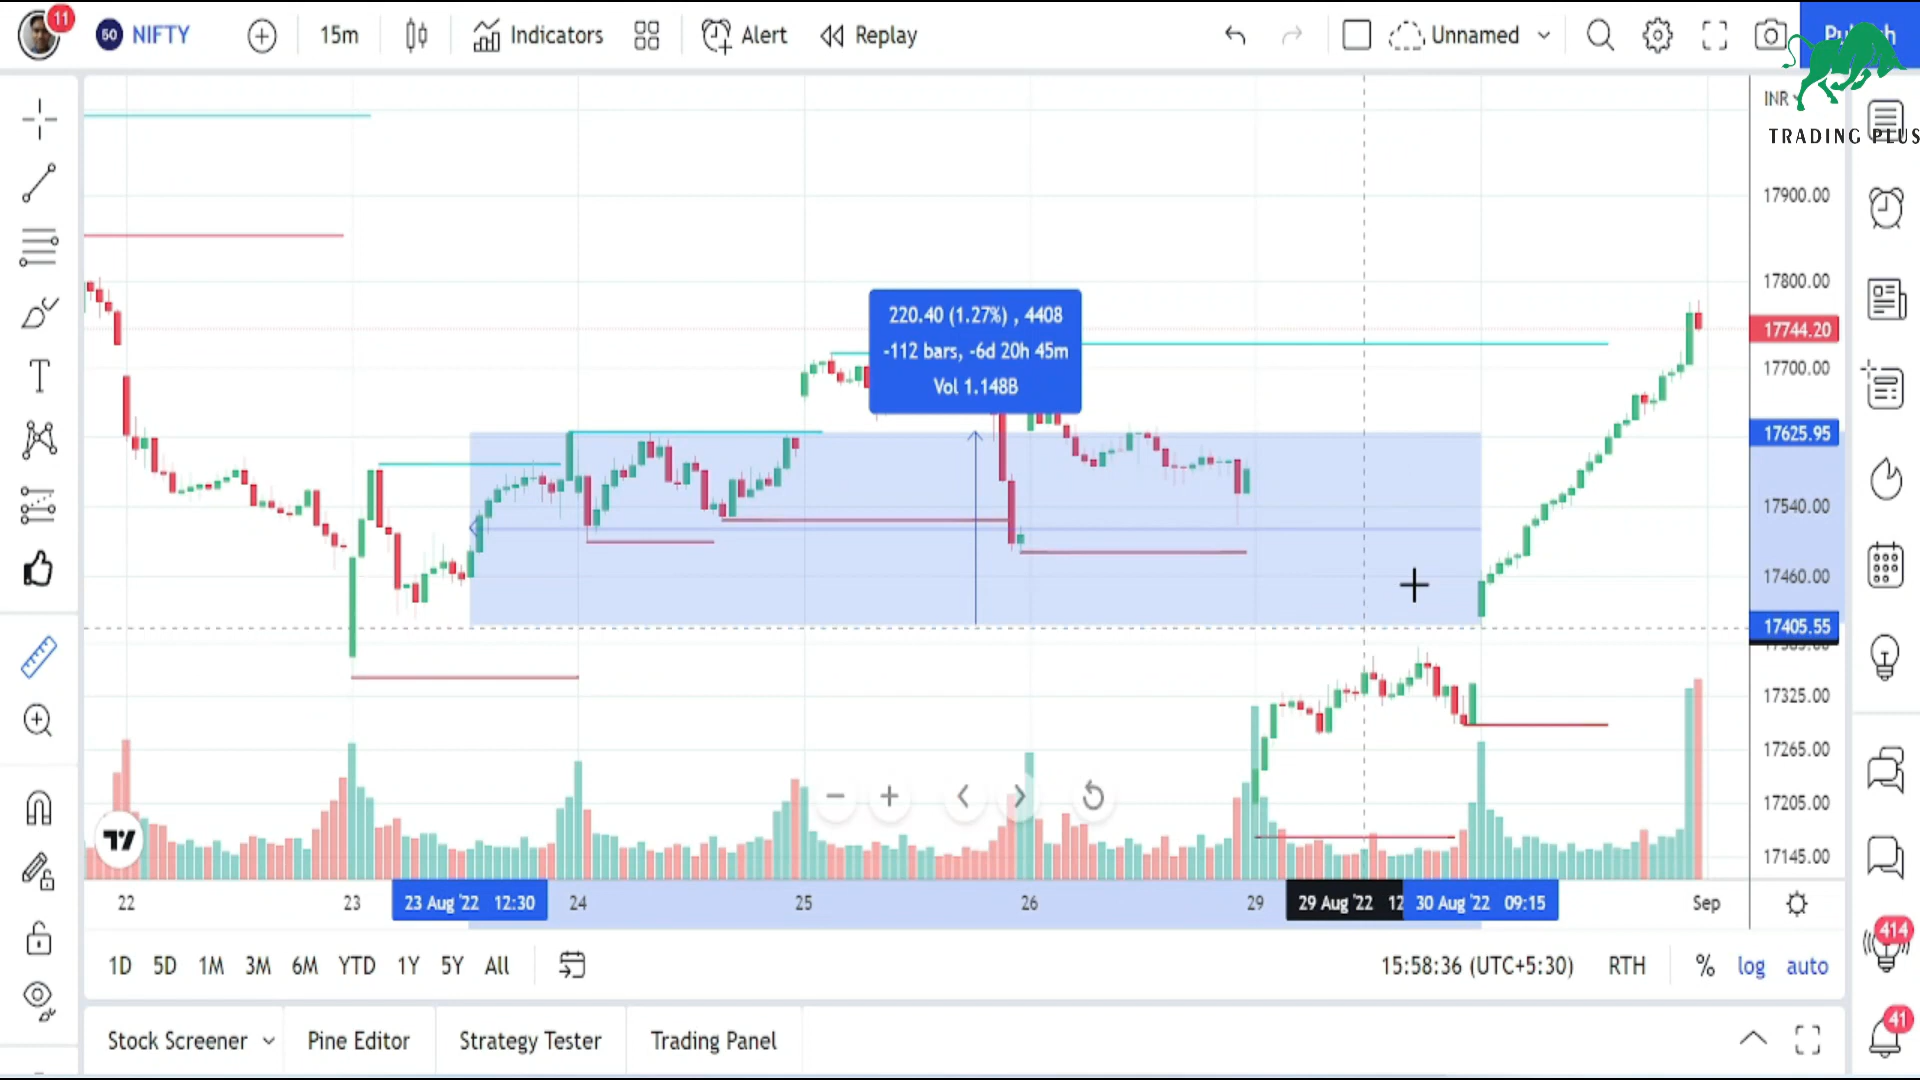 11
50 NIFTY 15m Indicators Alert Replay Unnamed
INR
TRADING PLUS
17900.00
17800.00
17744.20
17700.00
17625.95
17540.00
17460.00
17405.55
17325.00
17265.00
17205.00
17145.00
220.40 (1.27%) , 4408
-112 bars, -6d 20h 45m
Vol 1.148B
22 23 23 Aug '22 12:30 24 25 26 29 29 Aug '22 12 30 Aug '22 09:15 Sep
1D 5D 1M 3M 6M YTD 1Y 5Y All 15:58:36 (UTC+5:30) RTH % log auto
414
Stock Screener Pine Editor Strategy Tester Trading Panel
41